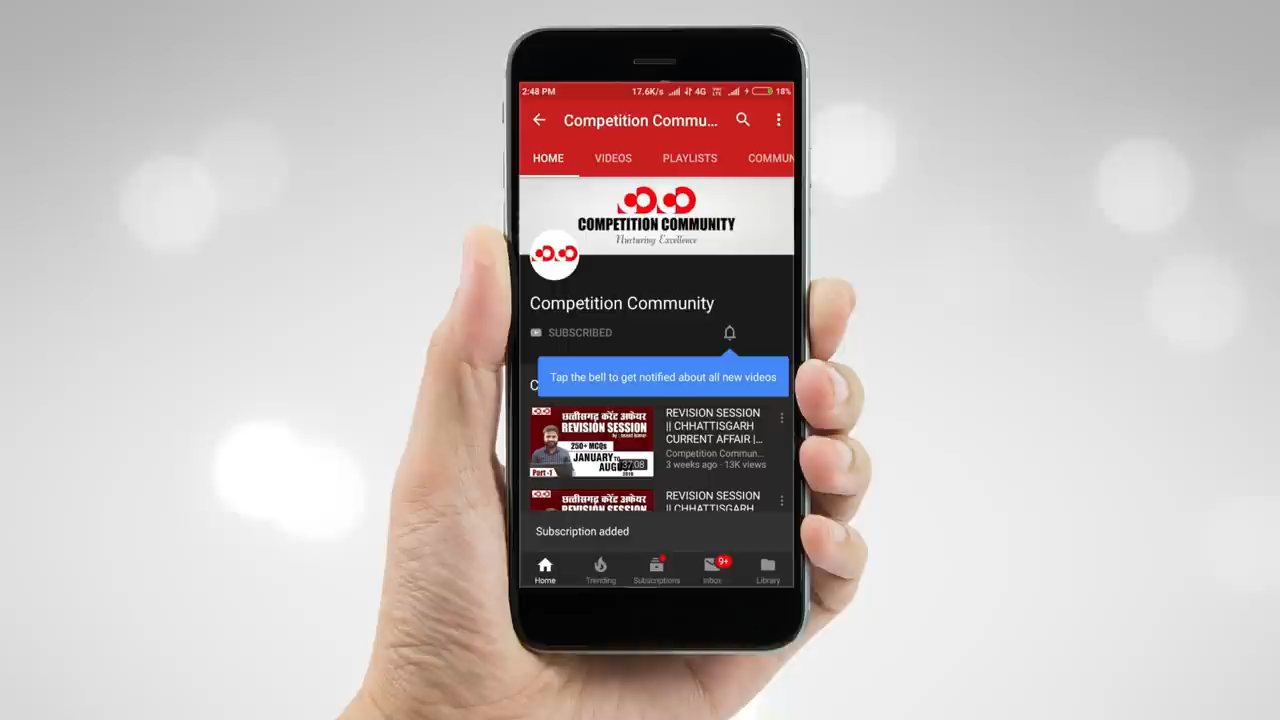 2:48 PM 17.6K/s 4G 18%
Competition Commu...
HOME VIDEOS PLAYLISTS COMMUN
COMPETITION COMMUNITY
Nurturing Excellence
Competition Community
SUBSCRIBED
Tap the bell to get notified about all new videos
C
छत्तीसगढ़ करेंट अफेयर
REVISION SESSION
250+ MCQs
JANUARY TO
AUG
2018
Part -1
37:08
REVISION SESSION
|| CHHATTISGARH
CURRENT AFFAIR |...
Competition Commun...
3 weeks ago · 13K views
छत्तीसगढ़ करेंट अफेयर
REVISION SESSION
REVISION SESSION
|| CHHATTISGARH
Subscription added
9+
Home Trending Subscriptions Inbox Library